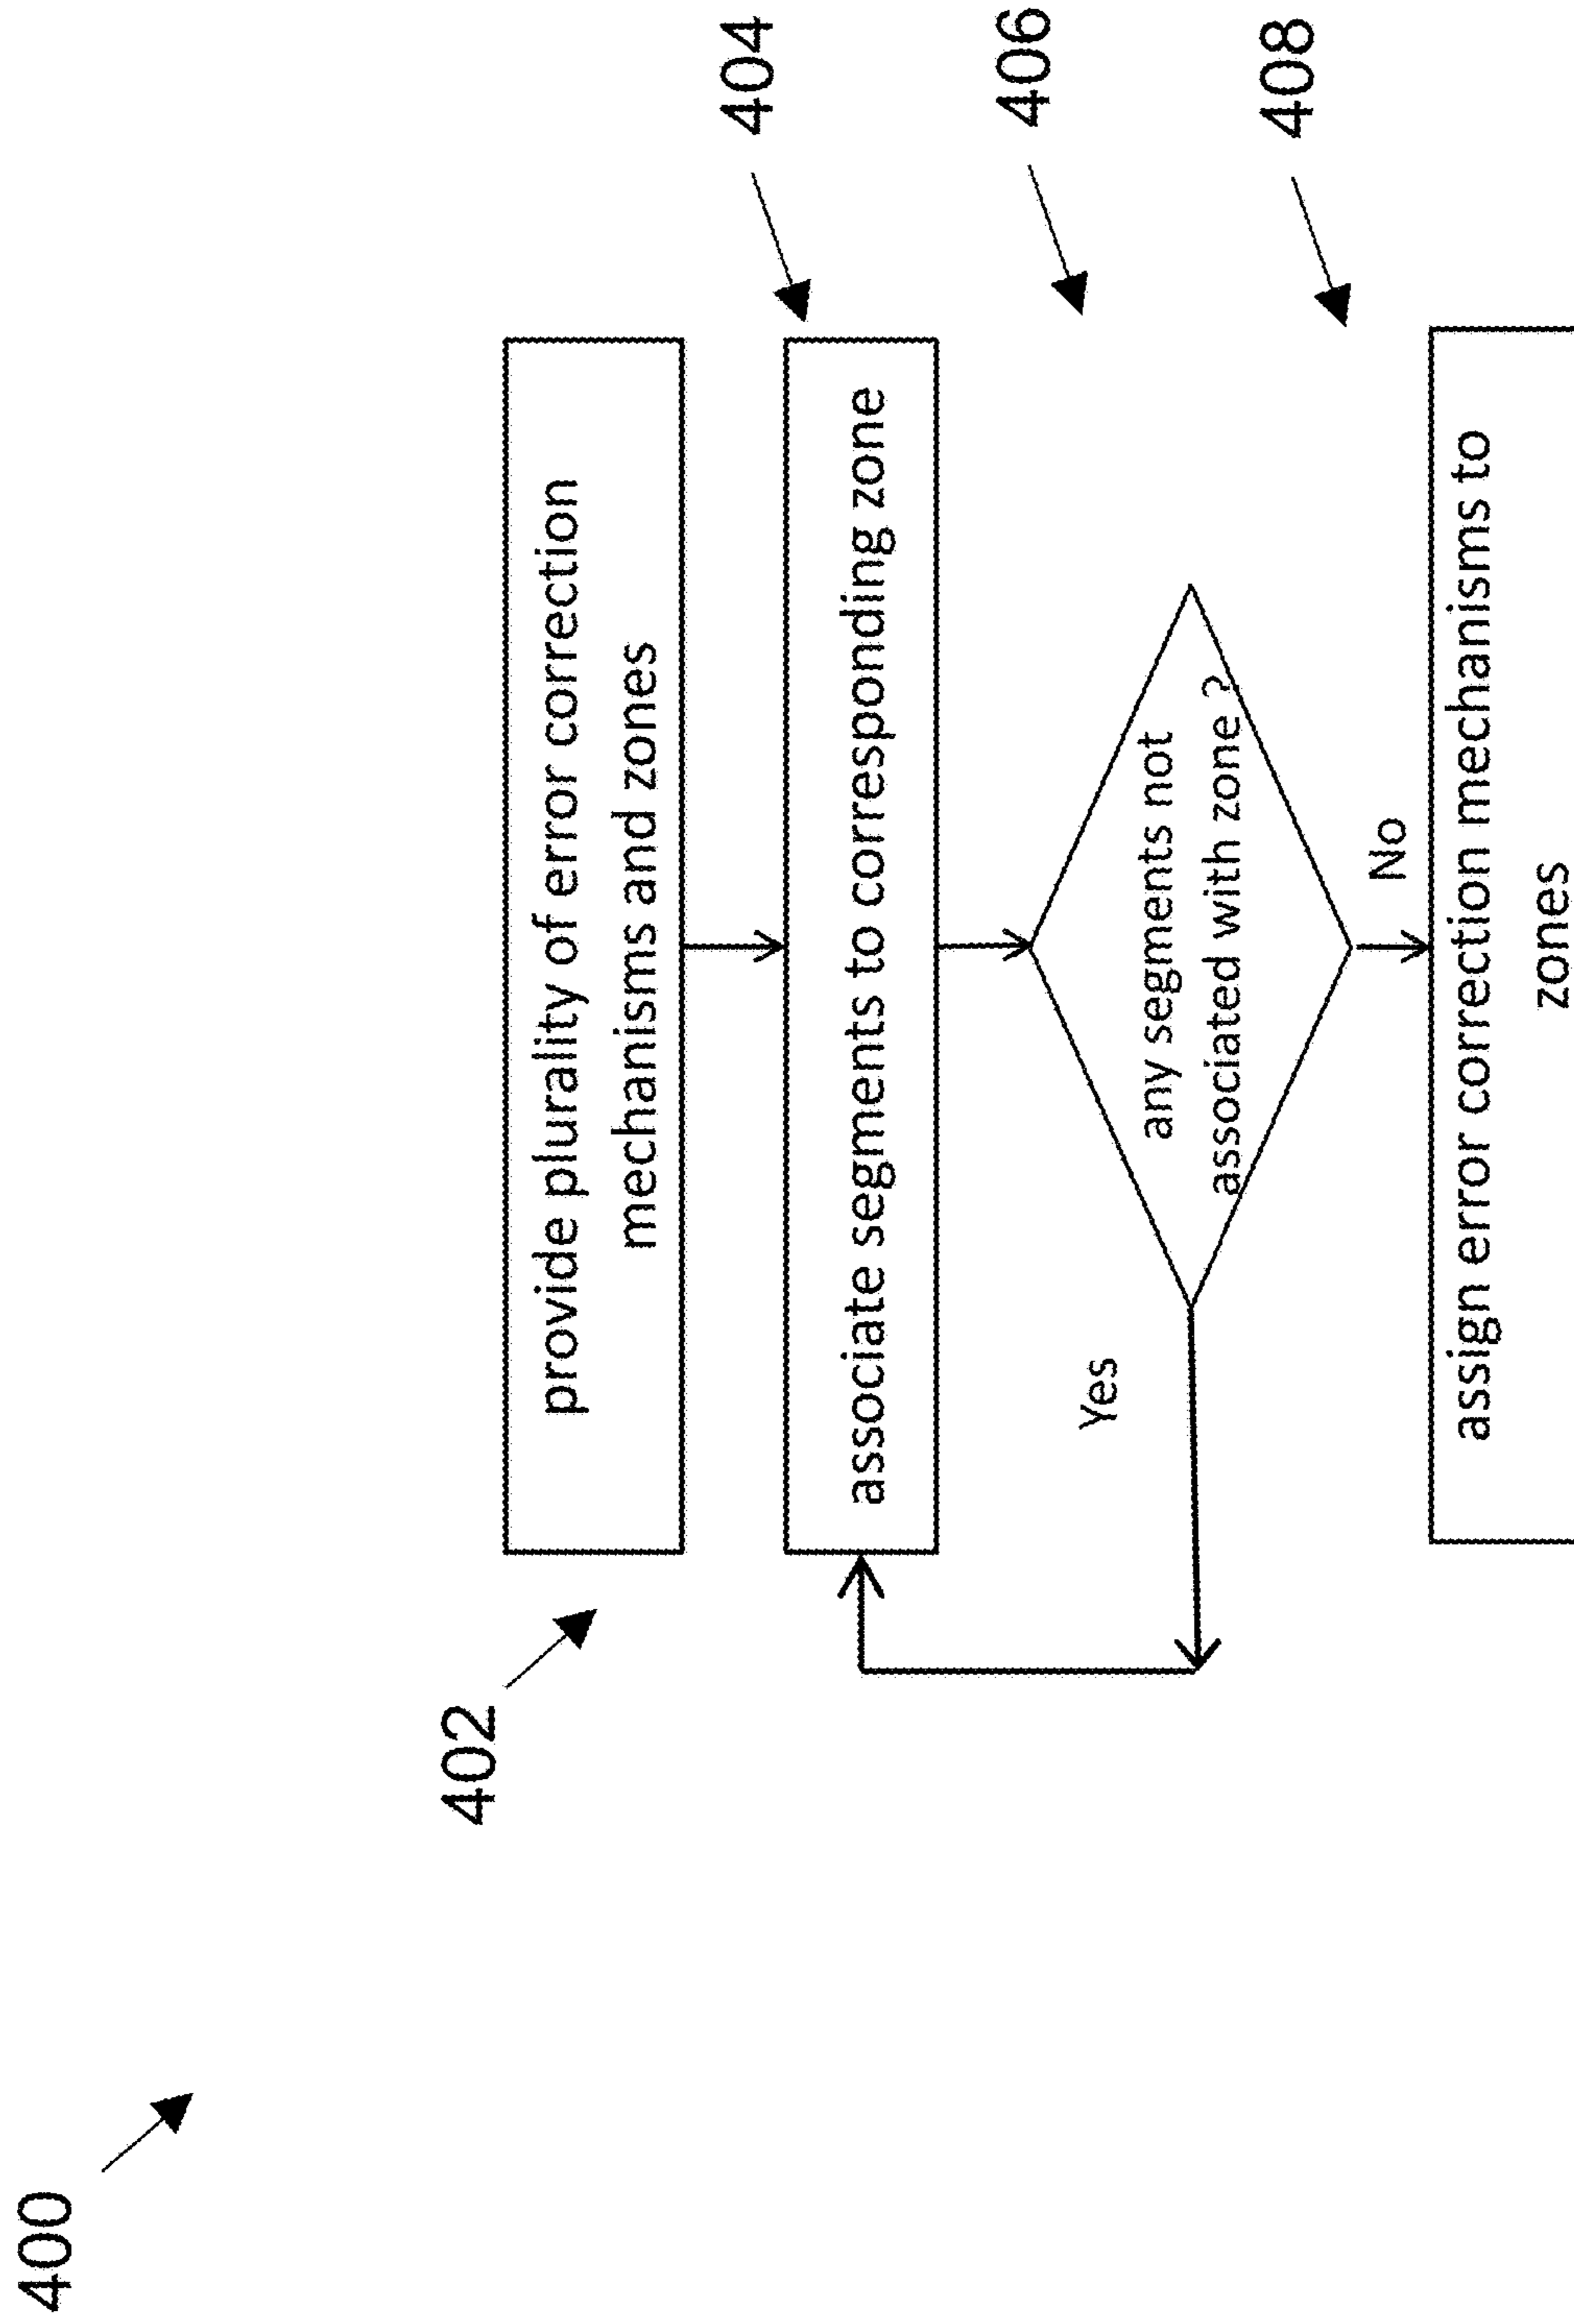 400
402
provide plurality of error correction
mechanisms and zones
404
associate segments to corresponding zone
406
any segments not
associated with zone ?
Yes
No
408
assign error correction mechanisms to
zones